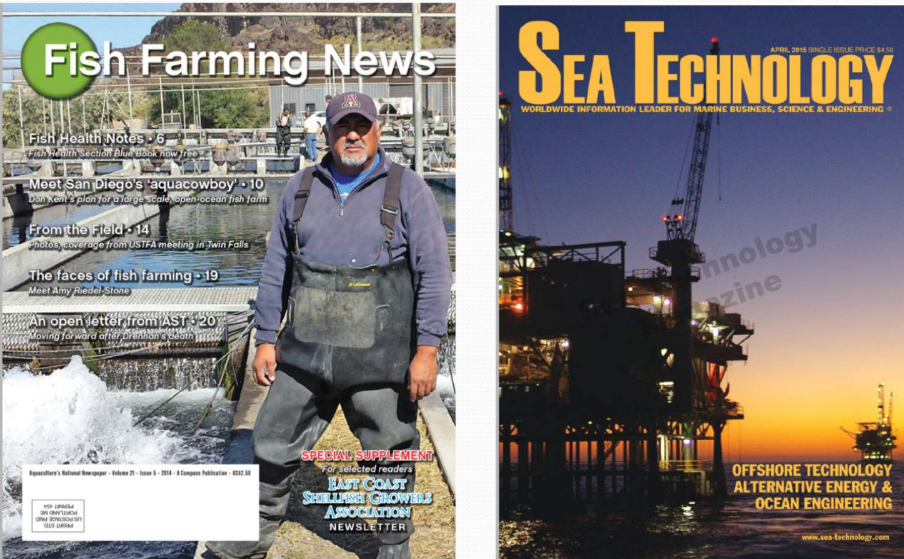 Fish Farming News
Fish Health Notes • 6
Fish Health Section Blue Book now free
Meet San Diego's 'aquacowboy' • 10
Don Kent's plan for a large scale, open-ocean fish farm
From the Field • 14
Photos, coverage from USTFA meeting in Twin Falls
The faces of fish farming • 19
Meet Amy Riedel-Stone
An open letter from AST • 20
Moving forward after Drennan's death
Aquaculture's National Newspaper • Volume 21 • Issue 5 • 2014 • A Compass Publication •
PRSRT STD
US POSTAGE PAID
PORTLAND ME
PERMIT 454
SPECIAL SUPPLEMENT
For selected readers
EAST COAST
SHELLFISH GROWERS
ASSOCIATION
NEWSLETTER
APRIL 2015 SINGLE ISSUE PRICE $4.50
SEA TECHNOLOGY
WORLDWIDE INFORMATION LEADER FOR MARINE BUSINESS, SCIENCE & ENGINEERING ®
OFFSHORE TECHNOLOGY
ALTERNATIVE ENERGY &
OCEAN ENGINEERING
www.sea-technology.com